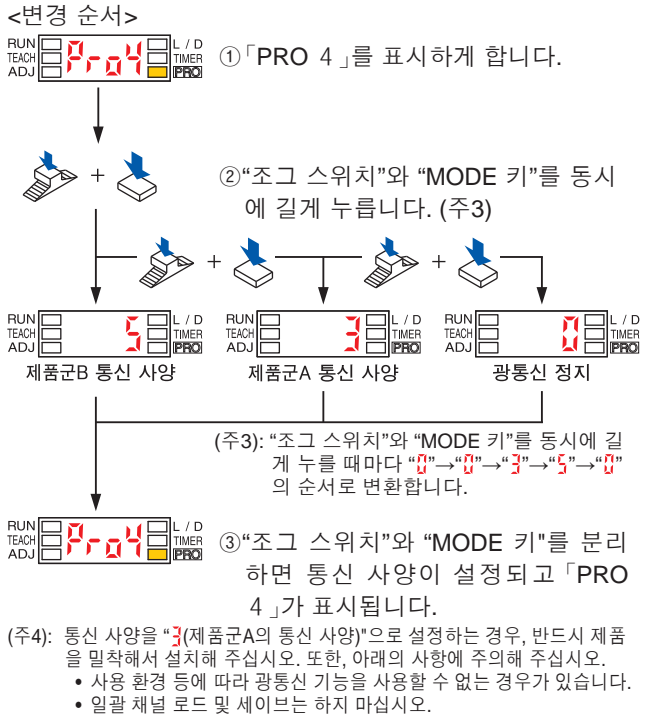 <변경 순서>
RUN TEACH ADJ Pro4 L / D TIMER PRO
①「PRO 4」를 표시하게 합니다.
+
②“조그 스위치”와 “MODE 키”를 동시
에 길게 누릅니다. (주3)
+ +
RUN TEACH ADJ 5 L / D TIMER PRO
RUN TEACH ADJ 3 L / D TIMER PRO
RUN TEACH ADJ 0 L / D TIMER PRO
제품군B 통신 사양 제품군A 통신 사양 광통신 정지
(주3): “조그 스위치”와 “MODE 키”를 동시에 길
게 누를 때마다 “0”→“0”→“3”→“5”→“0”
의 순서로 변환합니다.
RUN TEACH ADJ Pro4 L / D TIMER PRO
③“조그 스위치”와 “MODE 키"를 분리
하면 통신 사양이 설정되고「PRO
4」가 표시됩니다.
(주4): 통신 사양을 “3(제품군A의 통신 사양)"으로 설정하는 경우, 반드시 제품
을 밀착해서 설치해 주십시오. 또한, 아래의 사항에 주의해 주십시오.
• 사용 환경 등에 따라 광통신 기능을 사용할 수 없는 경우가 있습니다.
• 일괄 채널 로드 및 세이브는 하지 마십시오.